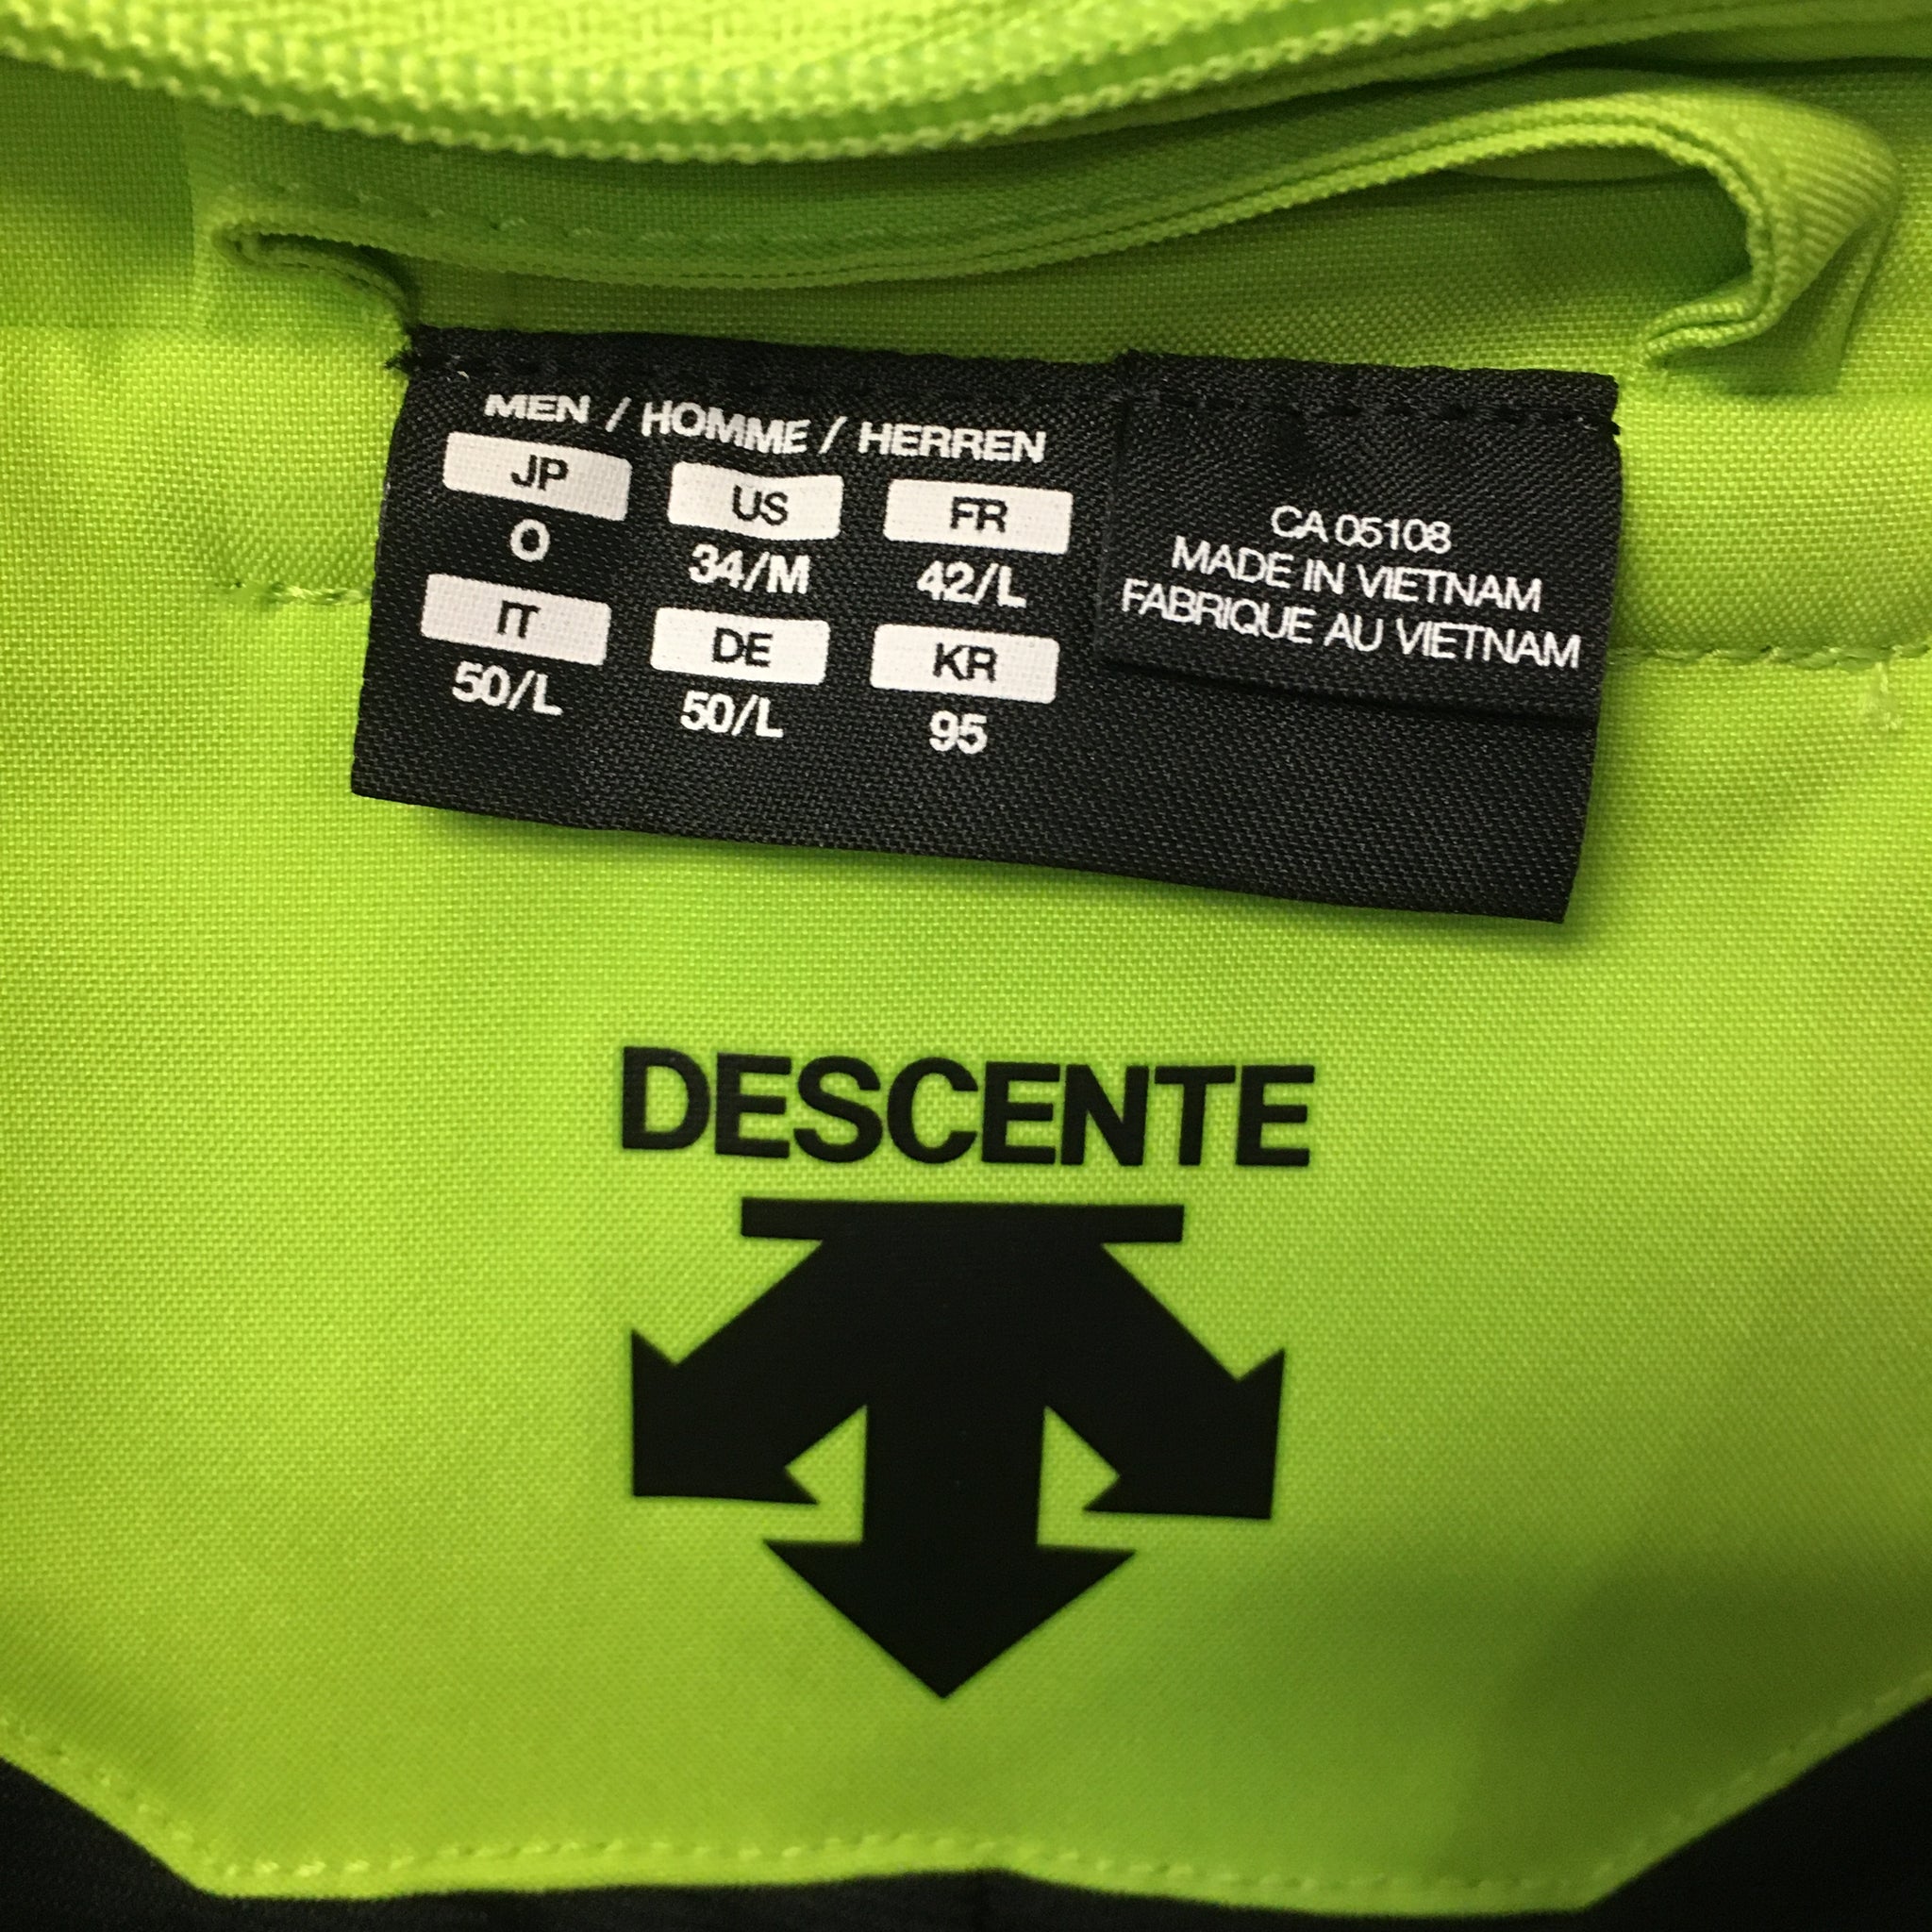 MEN / HOMME / HERREN
JP US FR
O 34/M 42/L
IT DE KR
50/L 50/L 95
CA 05108
MADE IN VIETNAM
FABRIQUE AU VIETNAM
DESCENTE